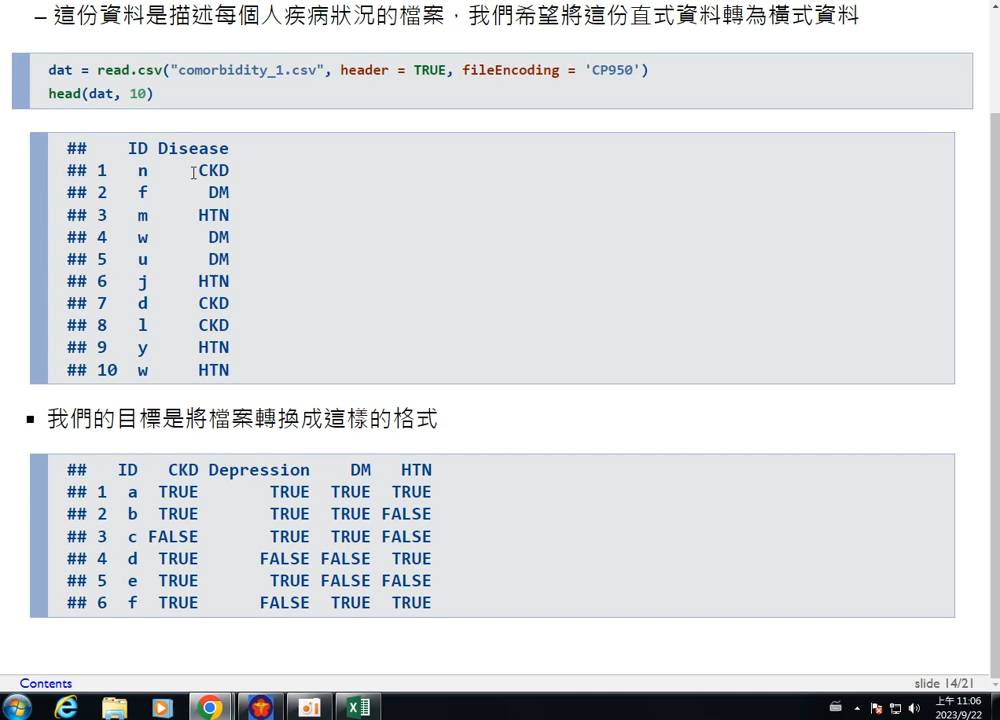 – 這份資料是描述每個人疾病狀況的檔案，我們希望將這份直式資料轉為橫式資料
dat = read.csv("comorbidity_1.csv", header = TRUE, fileEncoding = 'CP950')
head(dat, 10)
##    ID Disease
## 1   n     CKD
## 2   f      DM
## 3   m     HTN
## 4   w      DM
## 5   u      DM
## 6   j     HTN
## 7   d     CKD
## 8   l     CKD
## 9   y     HTN
## 10  w     HTN
▪ 我們的目標是將檔案轉換成這樣的格式
##   ID   CKD Depression    DM   HTN
## 1  a  TRUE       TRUE  TRUE  TRUE
## 2  b  TRUE       TRUE  TRUE FALSE
## 3  c FALSE       TRUE  TRUE FALSE
## 4  d  TRUE      FALSE FALSE  TRUE
## 5  e  TRUE       TRUE FALSE FALSE
## 6  f  TRUE      FALSE  TRUE  TRUE
Contents
slide 14/21
上午 11:06
2023/9/22